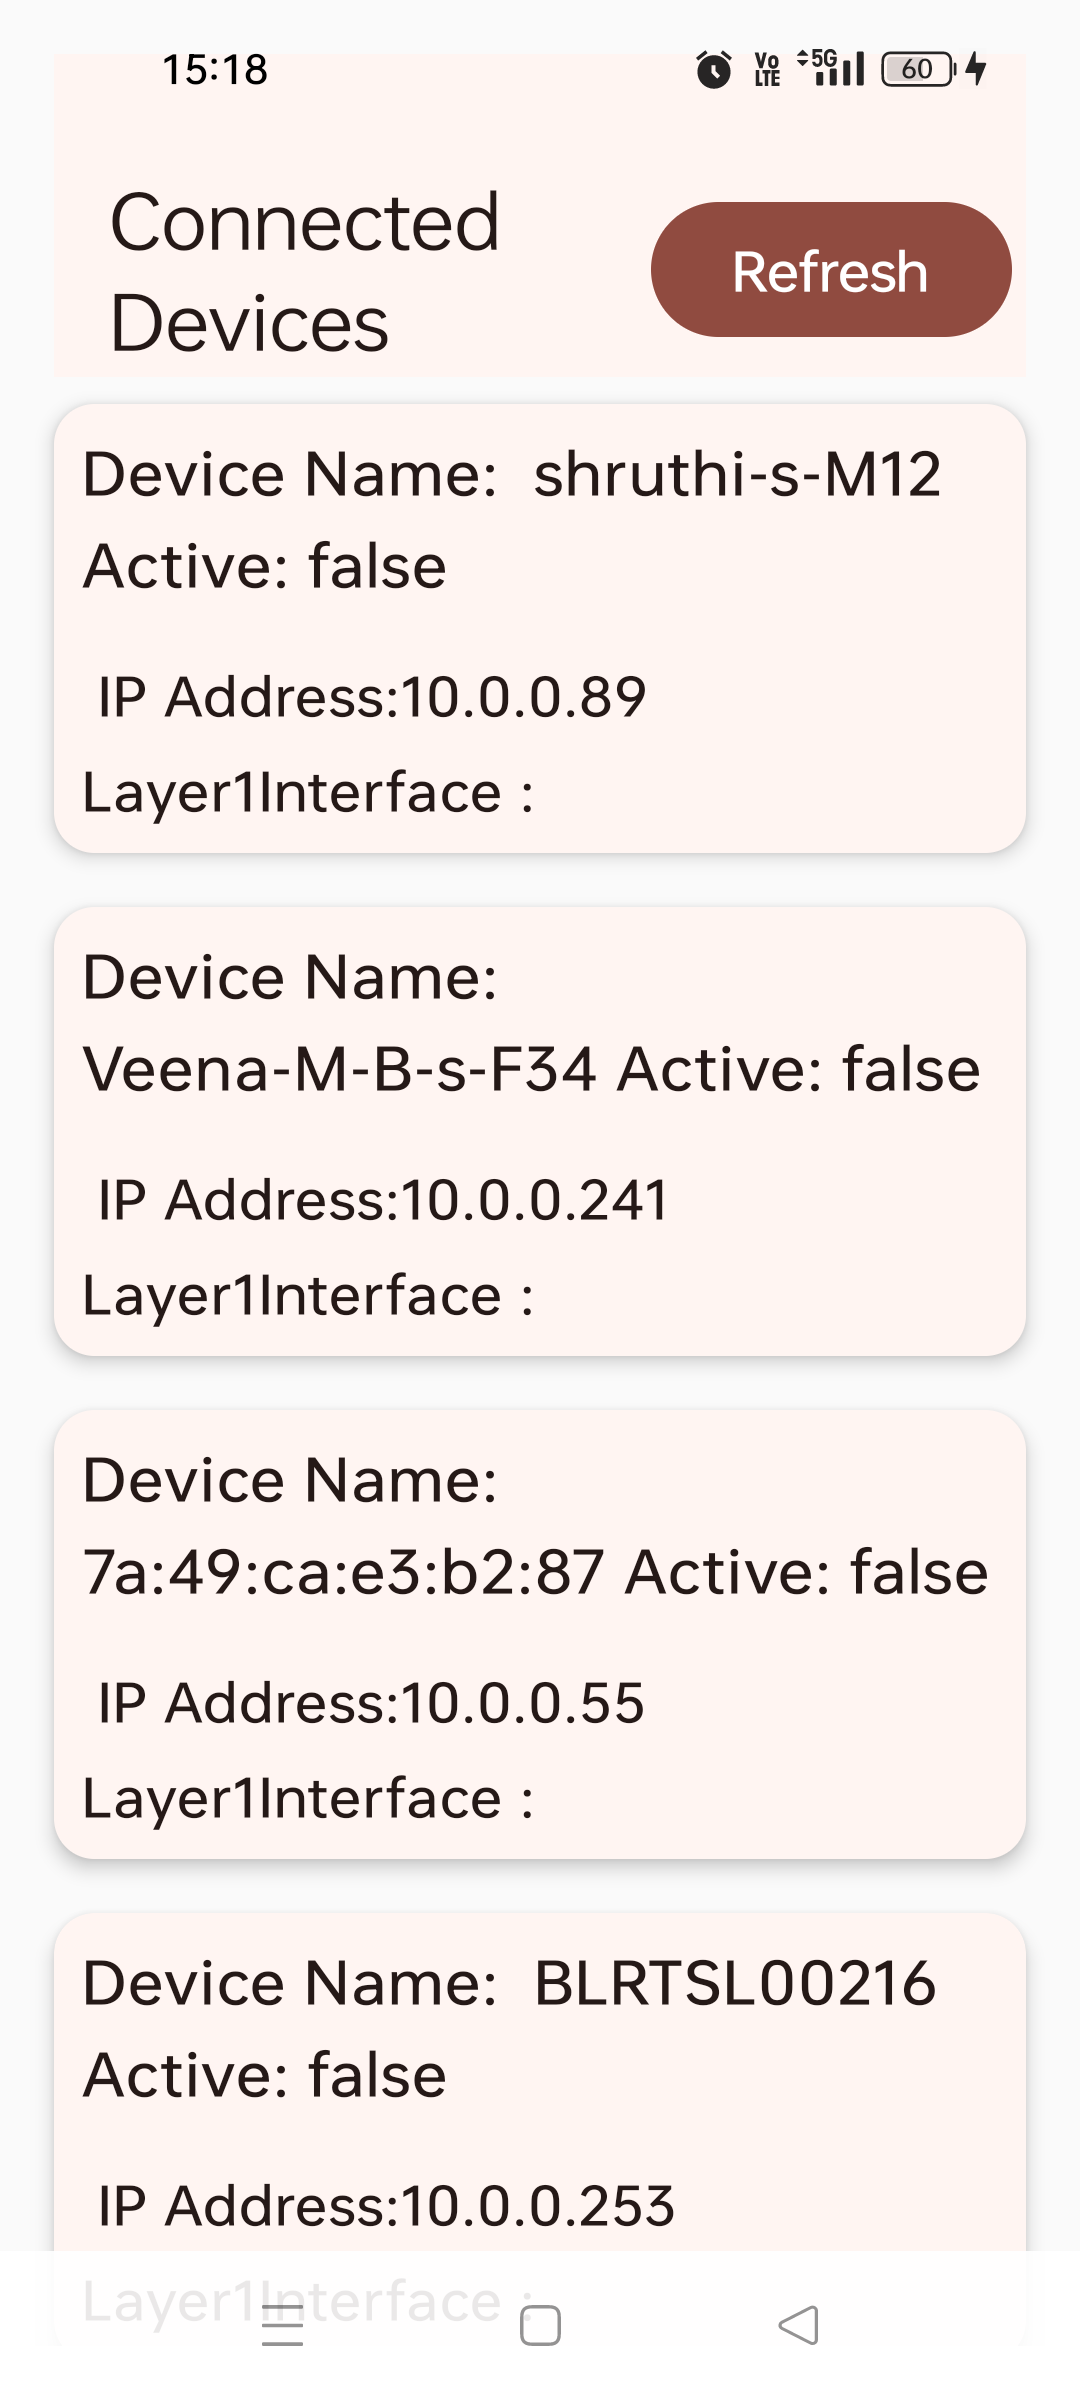 15:18
Vo
LTE
5G
60
Connected
Devices
Refresh
Device Name:  shruthi-s-M12
Active: false
IP Address:10.0.0.89
Layer1Interface :
Device Name:
Veena-M-B-s-F34 Active: false
IP Address:10.0.0.241
Layer1Interface :
Device Name:
7a:49:ca:e3:b2:87 Active: false
IP Address:10.0.0.55
Layer1Interface :
Device Name:  BLRTSL00216
Active: false
IP Address:10.0.0.253
Layer1Interface :